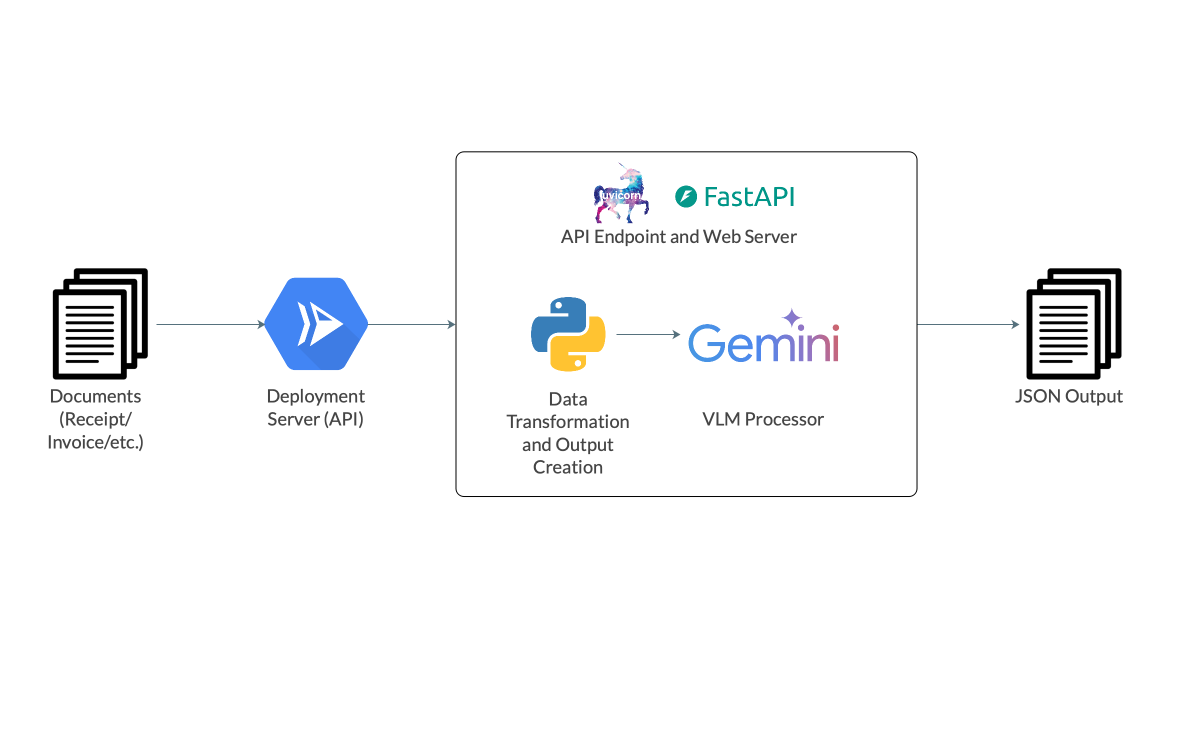 uvicorn
FastAPI
API Endpoint and Web Server
Gemini
Documents
(Receipt/
Invoice/etc.)
Deployment
Server (API)
Data
Transformation
and Output
Creation
VLM Processor
JSON Output